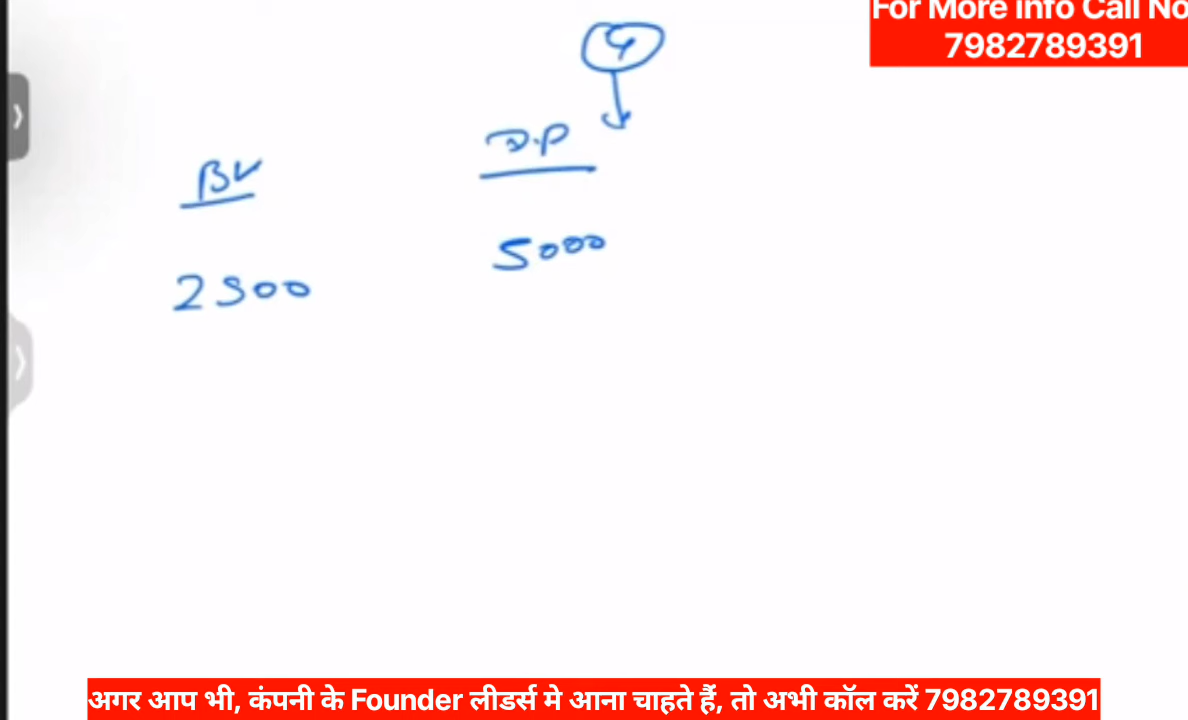 For More info Call No
7982789391
D.P
BV
5000
2500
अगर आप भी, कंपनी के Founder लीडर्स मे आना चाहते हैं, तो अभी कॉल करें 7982789391